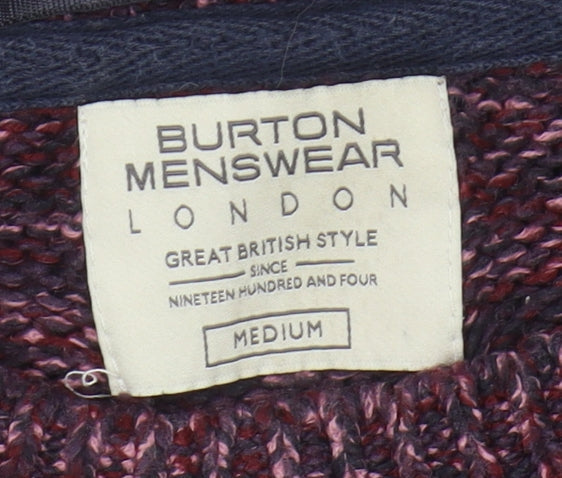 BURTON
MENSWEAR
LONDON
GREAT BRITISH STYLE
SINCE
NINETEEN HUNDRED AND FOUR
MEDIUM